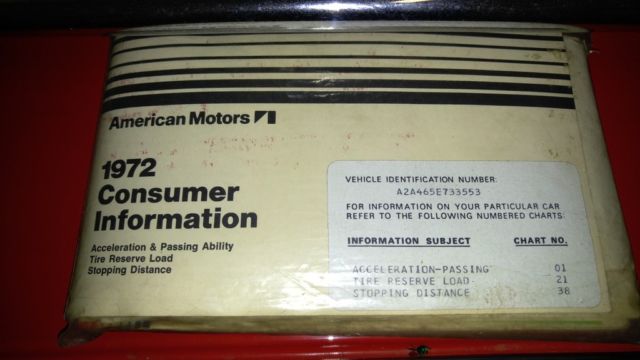 American Motors
1972
Consumer
Information
Acceleration & Passing Ability
Tire Reserve Load
Stopping Distance
VEHICLE IDENTIFICATION NUMBER:
A2A465E733553
FOR INFORMATION ON YOUR PARTICULAR CAR
REFER TO THE FOLLOWING NUMBERED CHARTS:
INFORMATION SUBJECT CHART NO.
ACCELERATION-PASSING 01
TIRE RESERVE LOAD 21
STOPPING DISTANCE 38